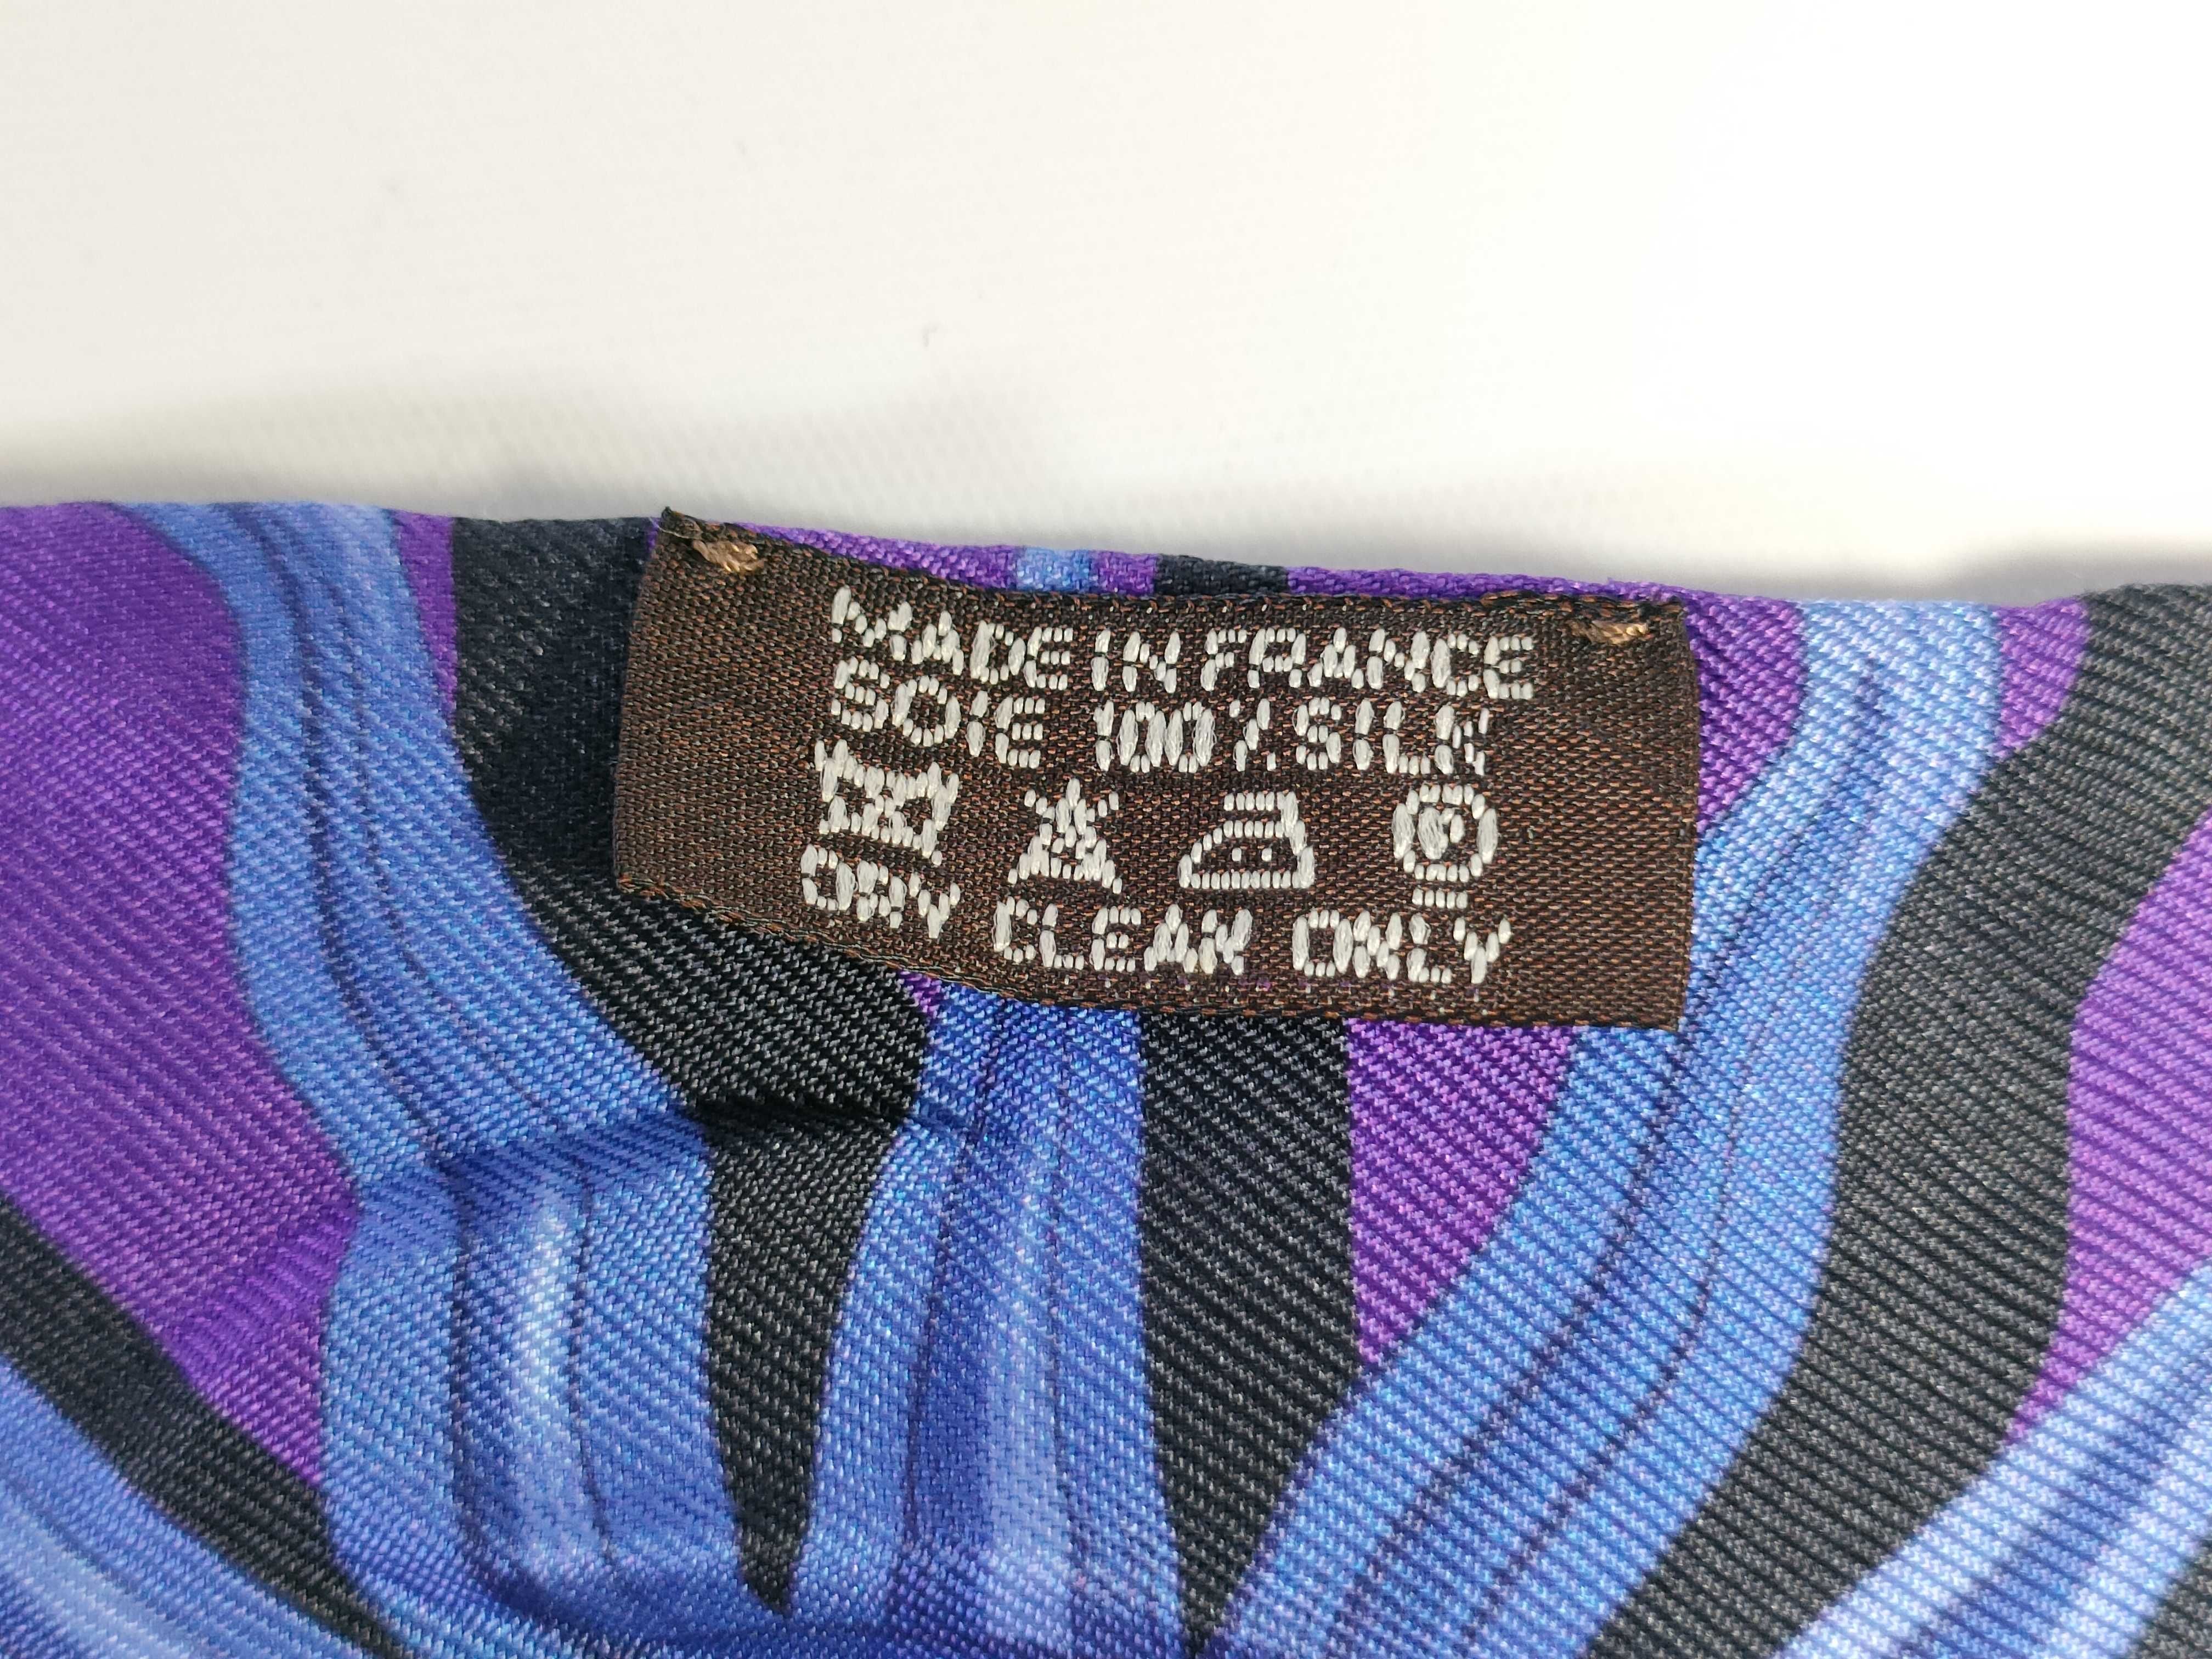 MADE IN FRANCE
SOIE 100% SILK
P
DRY CLEAN ONLY